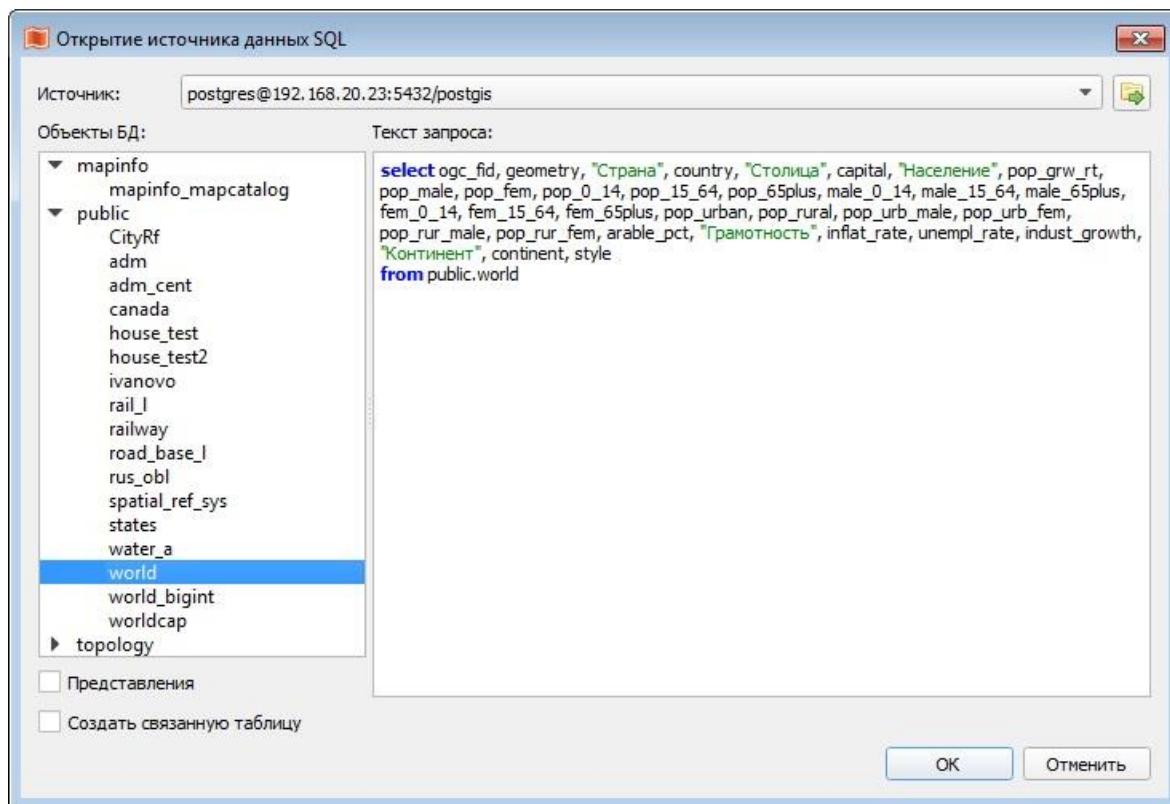 Открытие источника данных SQL
Источник: postgres@192.168.20.23:5432/postgis
Объекты БД:
mapinfo
mapinfo_mapcatalog
public
CityRf
adm
adm_cent
canada
house_test
house_test2
ivanovo
rail_l
railway
road_base_l
rus_obl
spatial_ref_sys
states
water_a
world
world_bigint
worldcap
topology
Представления
Создать связанную таблицу
Текст запроса:
select ogc_fid, geometry, "Страна", country, "Столица", capital, "Население", pop_grw_rt,
pop_male, pop_fem, pop_0_14, pop_15_64, pop_65plus, male_0_14, male_15_64, male_65plus,
fem_0_14, fem_15_64, fem_65plus, pop_urban, pop_rural, pop_urb_male, pop_urb_fem,
pop_rur_male, pop_rur_fem, arable_pct, "Грамотность", inflat_rate, unempl_rate, indust_growth,
"Континент", continent, style
from public.world
ОК
Отменить